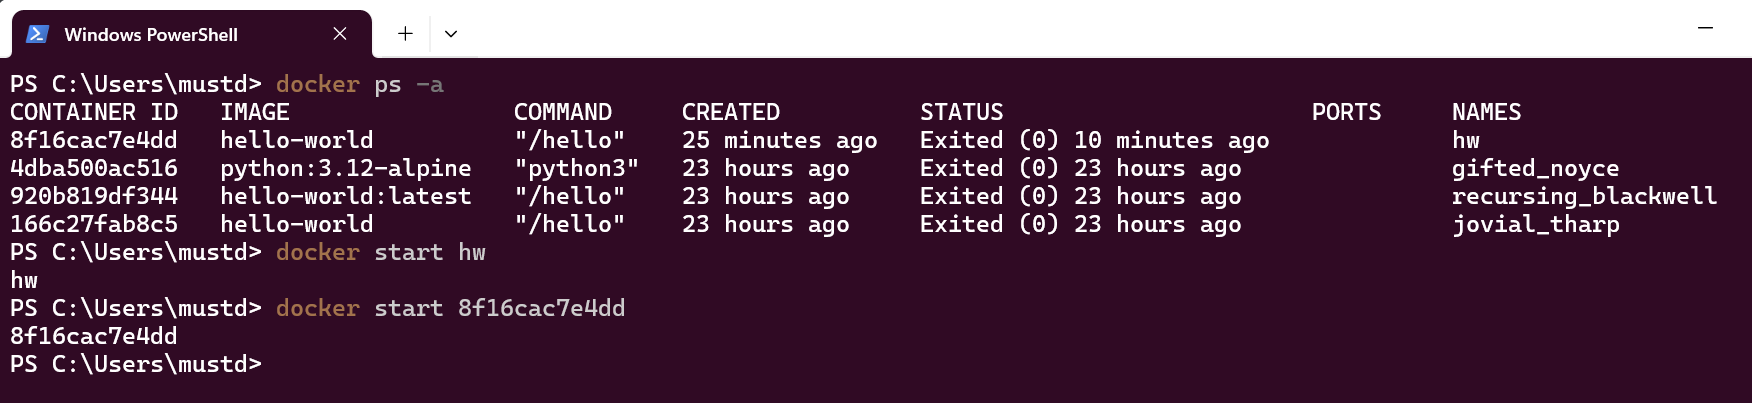 Windows PowerShell
PS C:\Users\mustd> docker ps -a
CONTAINER ID   IMAGE                COMMAND     CREATED          STATUS                      PORTS     NAMES
8f16cac7e4dd   hello-world          "/hello"    25 minutes ago   Exited (0) 10 minutes ago             hw
4dba500ac516   python:3.12-alpine   "python3"   23 hours ago     Exited (0) 23 hours ago               gifted_noyce
920b819df344   hello-world:latest   "/hello"    23 hours ago     Exited (0) 23 hours ago               recursing_blackwell
166c27fab8c5   hello-world          "/hello"    23 hours ago     Exited (0) 23 hours ago               jovial_tharp
PS C:\Users\mustd> docker start hw
hw
PS C:\Users\mustd> docker start 8f16cac7e4dd
8f16cac7e4dd
PS C:\Users\mustd>